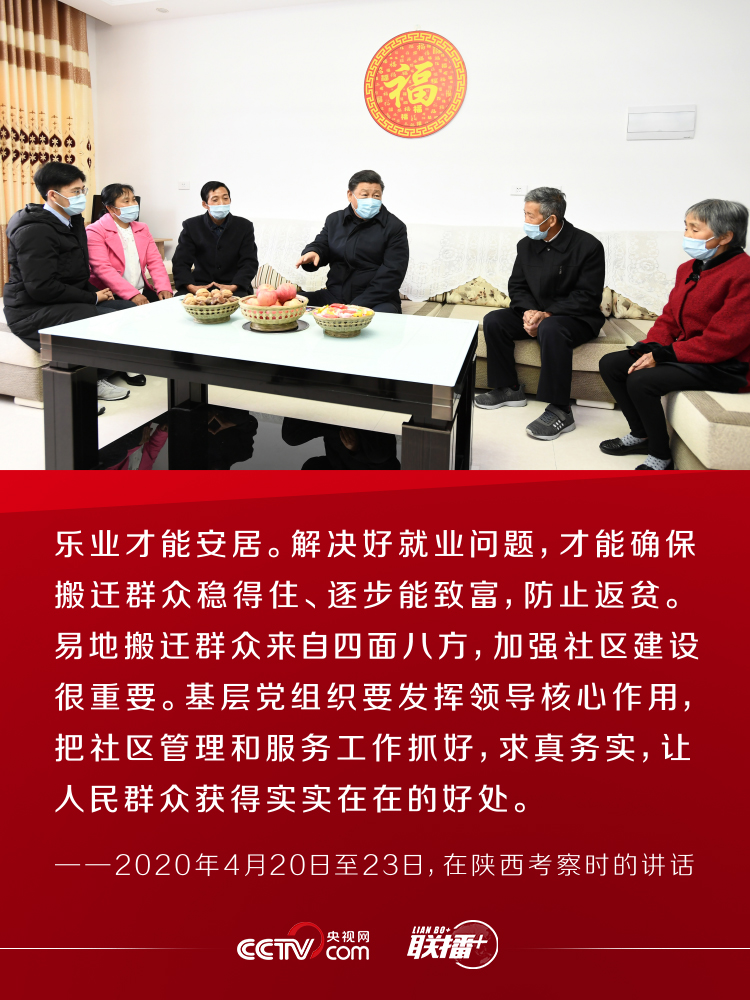 福
乐业才能安居。解决好就业问题,才能确保
搬迁群众稳得住、逐步能致富,防止返贫。
易地搬迁群众来自四面八方,加强社区建设
很重要。基层党组织要发挥领导核心作用,
把社区管理和服务工作抓好,求真务实,让
人民群众获得实实在在的好处。
——2020年4月20日至23日,在陕西考察时的讲话
CCTV.com 央视网
LIAN BO+
联播+